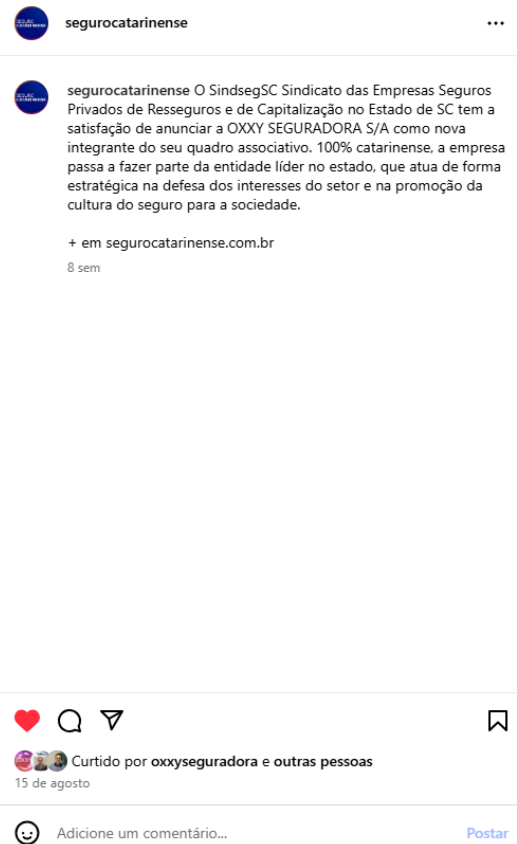 segurocatarinense
segurocatarinense O SindsegSC Sindicato das Empresas Seguros
Privados de Resseguros e de Capitalização no Estado de SC tem a
satisfação de anunciar a OXXY SEGURADORA S/A como nova
integrante do seu quadro associativo. 100% catarinense, a empresa
passa a fazer parte da entidade líder no estado, que atua de forma
estratégica na defesa dos interesses do setor e na promoção da
cultura do seguro para a sociedade.
+ em segurocatarinense.com.br
8 sem
Curtido por oxxyseguradora e outras pessoas
15 de agosto
Adicione um comentário...
Postar